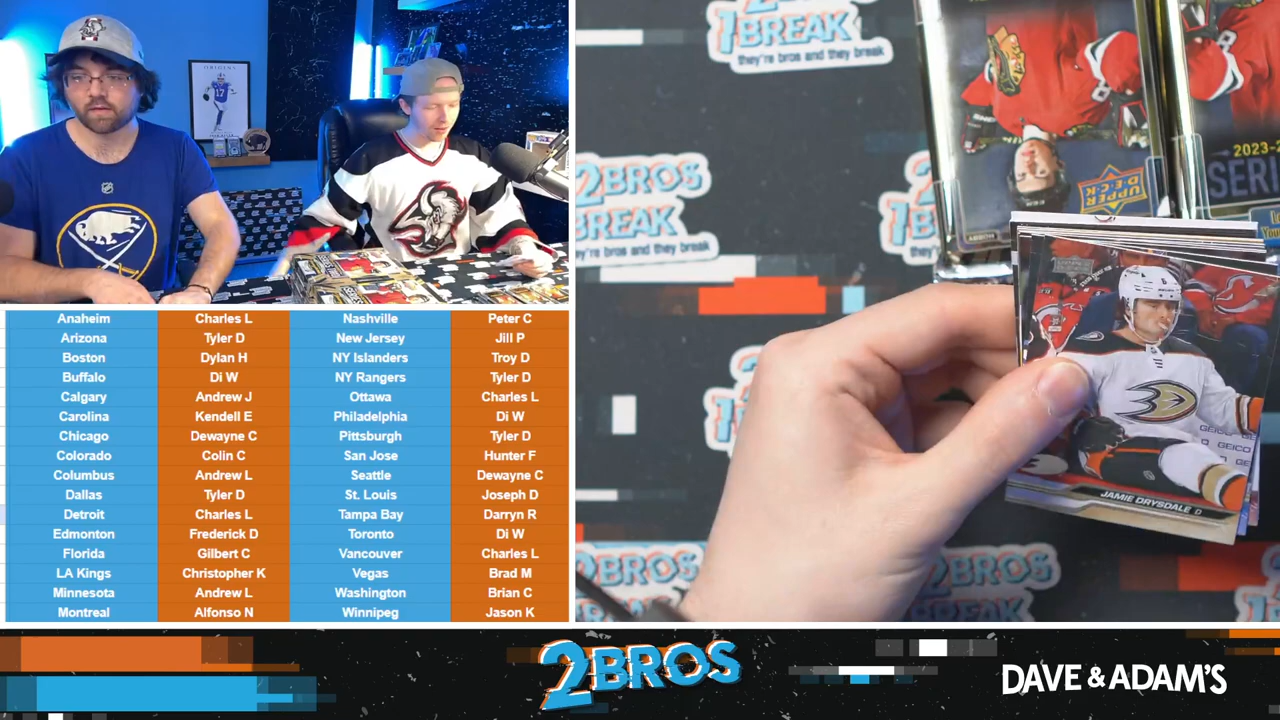 Anaheim Charles L Nashville Peter C
Arizona Tyler D New Jersey Jill P
Boston Dylan H NY Islanders Troy D
Buffalo Di W NY Rangers Tyler D
Calgary Andrew J Ottawa Charles L
Carolina Kendell E Philadelphia Di W
Chicago Dewayne C Pittsburgh Tyler D
Colorado Colin C San Jose Hunter F
Columbus Andrew L Seattle Dewayne C
Dallas Tyler D St. Louis Joseph D
Detroit Charles L Tampa Bay Darryn R
Edmonton Frederick D Toronto Di W
Florida Gilbert C Vancouver Charles L
LA Kings Christopher K Vegas Brad M
Minnesota Andrew L Washington Brian C
Montreal Alfonso N Winnipeg Jason K
1BREAK
they're bros and they break
2BROS
BREAK
UPPER
DECK
HOBBY
2023-2
SERI
GEICO
JAMIE DRYSDALE D
2BROS
DAVE & ADAM'S